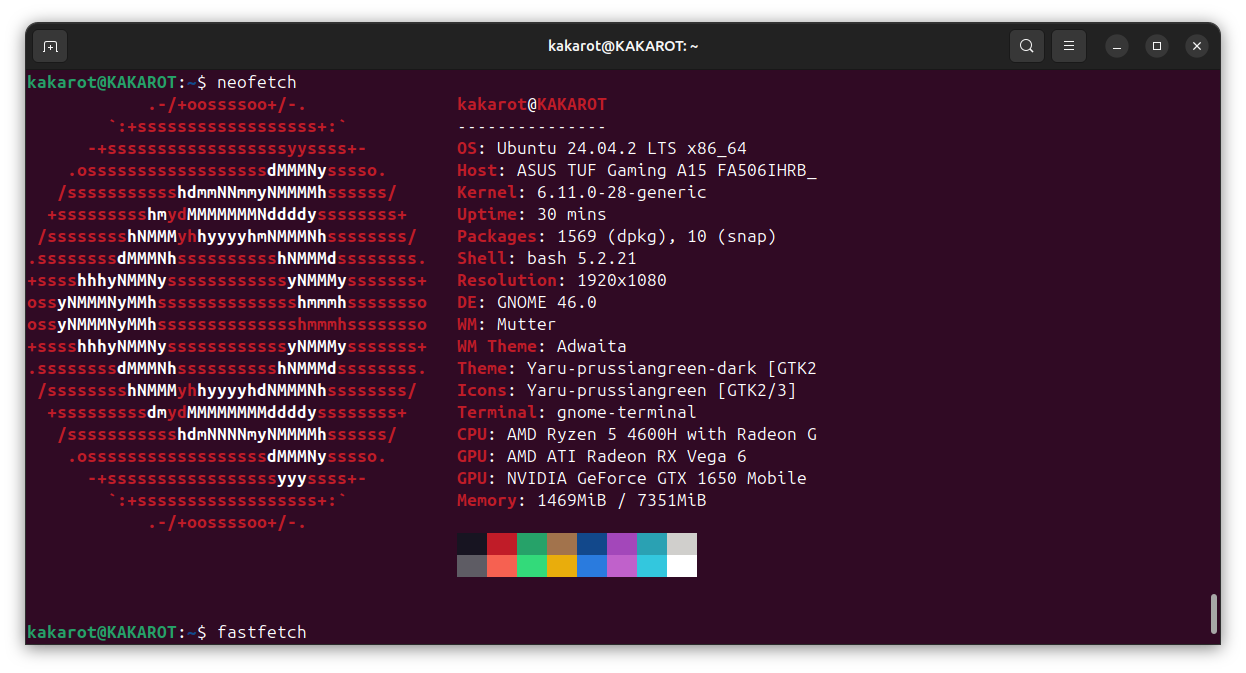 kakarot@KAKAROT: ~
kakarot@KAKAROT:~$ neofetch
.-/+oossssoo+/-.
`:+ssssssssssssssssss+:`
-+ssssssssssssssssssyyssss+-
.ossssssssssssssssssdMMMNysssso.
/ssssssssssshdmmNNmmyNMMMMhssssss/
+ssssssssshmydMMMMMMMNddddyssssssss+
/sssssssshNMMMyhhyyyyhmNMMMNhssssssss/
.ssssssssdMMMNhsssssssssshNMMMdssssssss.
+sssshhhyNMMNyssssssssssssyNMMMysssssss+
ossyNMMMNyMMhsssssssssssssshmmmhssssssso
ossyNMMMNyMMhsssssssssssssshmmmhssssssso
+sssshhhyNMMNyssssssssssssyNMMMysssssss+
.ssssssssdMMMNhsssssssssshNMMMdssssssss.
/sssssssshNMMMyhhyyyyhdNMMMNhssssssss/
+sssssssssdmydMMMMMMMMddddyssssssss+
/ssssssssssshdmNNNNmyNMMMMhssssss/
.ossssssssssssssssssdMMMNysssso.
-+sssssssssssssssssyyyssss+-
`:+ssssssssssssssssss+:`
.-/+oossssoo+/-.
kakarot@KAKAROT
---------------
OS: Ubuntu 24.04.2 LTS x86_64
Host: ASUS TUF Gaming A15 FA506IHRB_
Kernel: 6.11.0-28-generic
Uptime: 30 mins
Packages: 1569 (dpkg), 10 (snap)
Shell: bash 5.2.21
Resolution: 1920x1080
DE: GNOME 46.0
WM: Mutter
WM Theme: Adwaita
Theme: Yaru-prussiangreen-dark [GTK2
Icons: Yaru-prussiangreen [GTK2/3]
Terminal: gnome-terminal
CPU: AMD Ryzen 5 4600H with Radeon G
GPU: AMD ATI Radeon RX Vega 6
GPU: NVIDIA GeForce GTX 1650 Mobile
Memory: 1469MiB / 7351MiB
kakarot@KAKAROT:~$ fastfetch